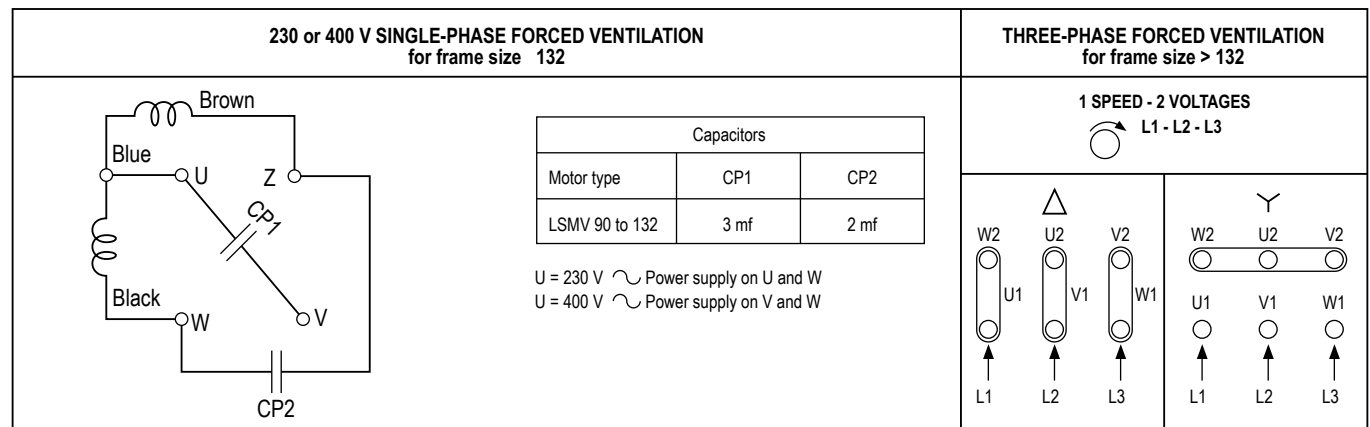 230 or 400 V SINGLE-PHASE FORCED VENTILATION
for frame size 132
Brown
Blue
U
Z
CP1
Black
W
V
CP2
Capacitors
Motor type CP1 CP2
LSMV 90 to 132 3 mf 2 mf
U = 230 V Power supply on U and W
U = 400 V Power supply on V and W
THREE-PHASE FORCED VENTILATION
for frame size > 132
1 SPEED - 2 VOLTAGES
L1 - L2 - L3
W2 U2 V2
U1 V1 W1
L1 L2 L3
W2 U2 V2
U1 V1 W1
L1 L2 L3